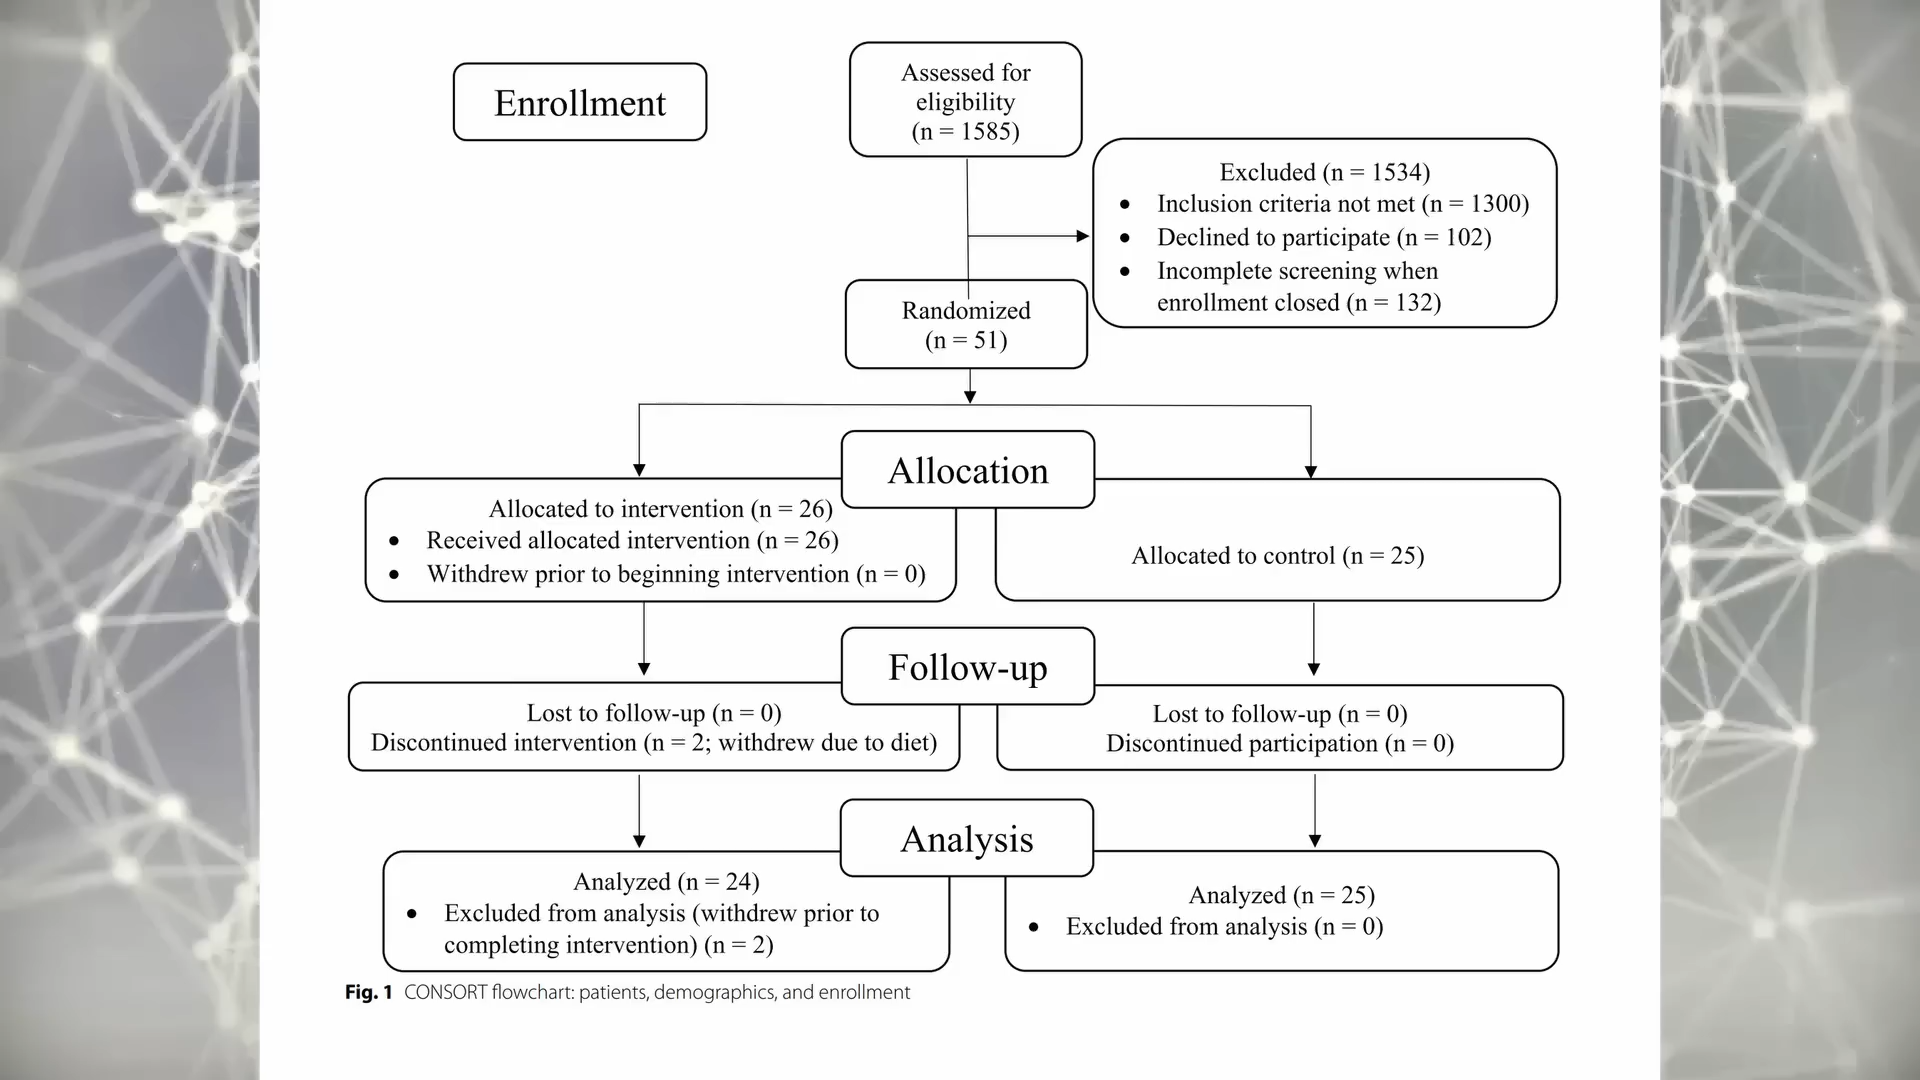 Enrollment
Assessed for
eligibility
(n = 1585)
Excluded (n = 1534)
• Inclusion criteria not met (n = 1300)
• Declined to participate (n = 102)
• Incomplete screening when
enrollment closed (n = 132)
Randomized
(n = 51)
Allocation
Allocated to intervention (n = 26)
• Received allocated intervention (n = 26)
• Withdrew prior to beginning intervention (n = 0)
Allocated to control (n = 25)
Follow-up
Lost to follow-up (n = 0)
Discontinued intervention (n = 2; withdrew due to diet)
Lost to follow-up (n = 0)
Discontinued participation (n = 0)
Analysis
Analyzed (n = 24)
• Excluded from analysis (withdrew prior to
completing intervention) (n = 2)
Analyzed (n = 25)
• Excluded from analysis (n = 0)
Fig. 1 CONSORT flowchart: patients, demographics, and enrollment